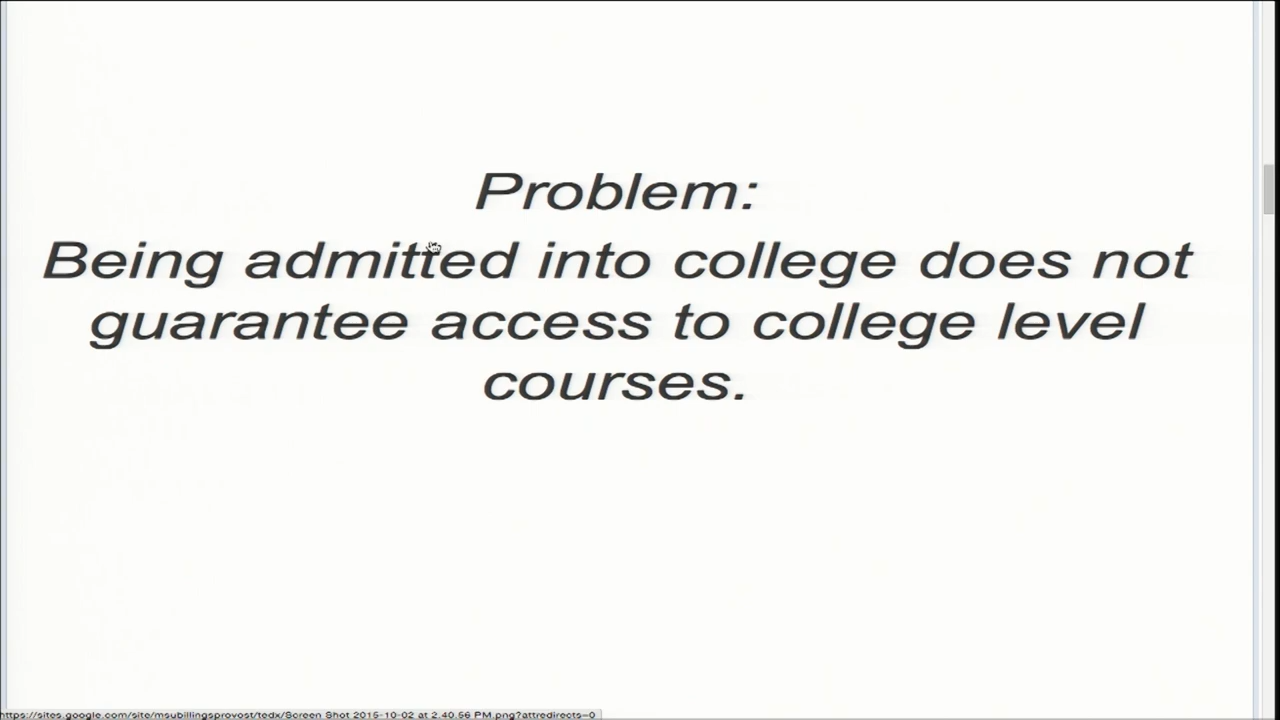 Problem:
Being admitted into college does not
guarantee access to college level
courses.
https://sites.google.com/site/msubillingsprovost/tedx/Screen Shot 2015-10-02 at 2.40.56 PM.png?attredirects=0